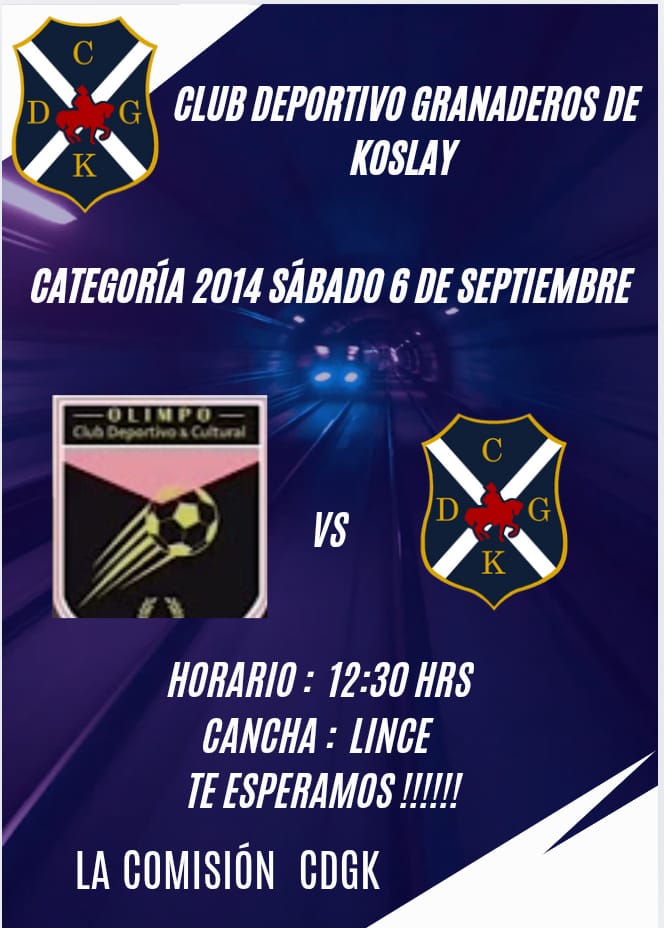 C
D G
K
CLUB DEPORTIVO GRANADEROS DE
KOSLAY
CATEGORÍA 2014 SÁBADO 6 DE SEPTIEMBRE
OLIMPO
Club Deportivo & Cultural
VS
C
D G
K
HORARIO : 12:30 HRS
CANCHA : LINCE
TE ESPERAMOS !!!!!!
LA COMISIÓN CDGK